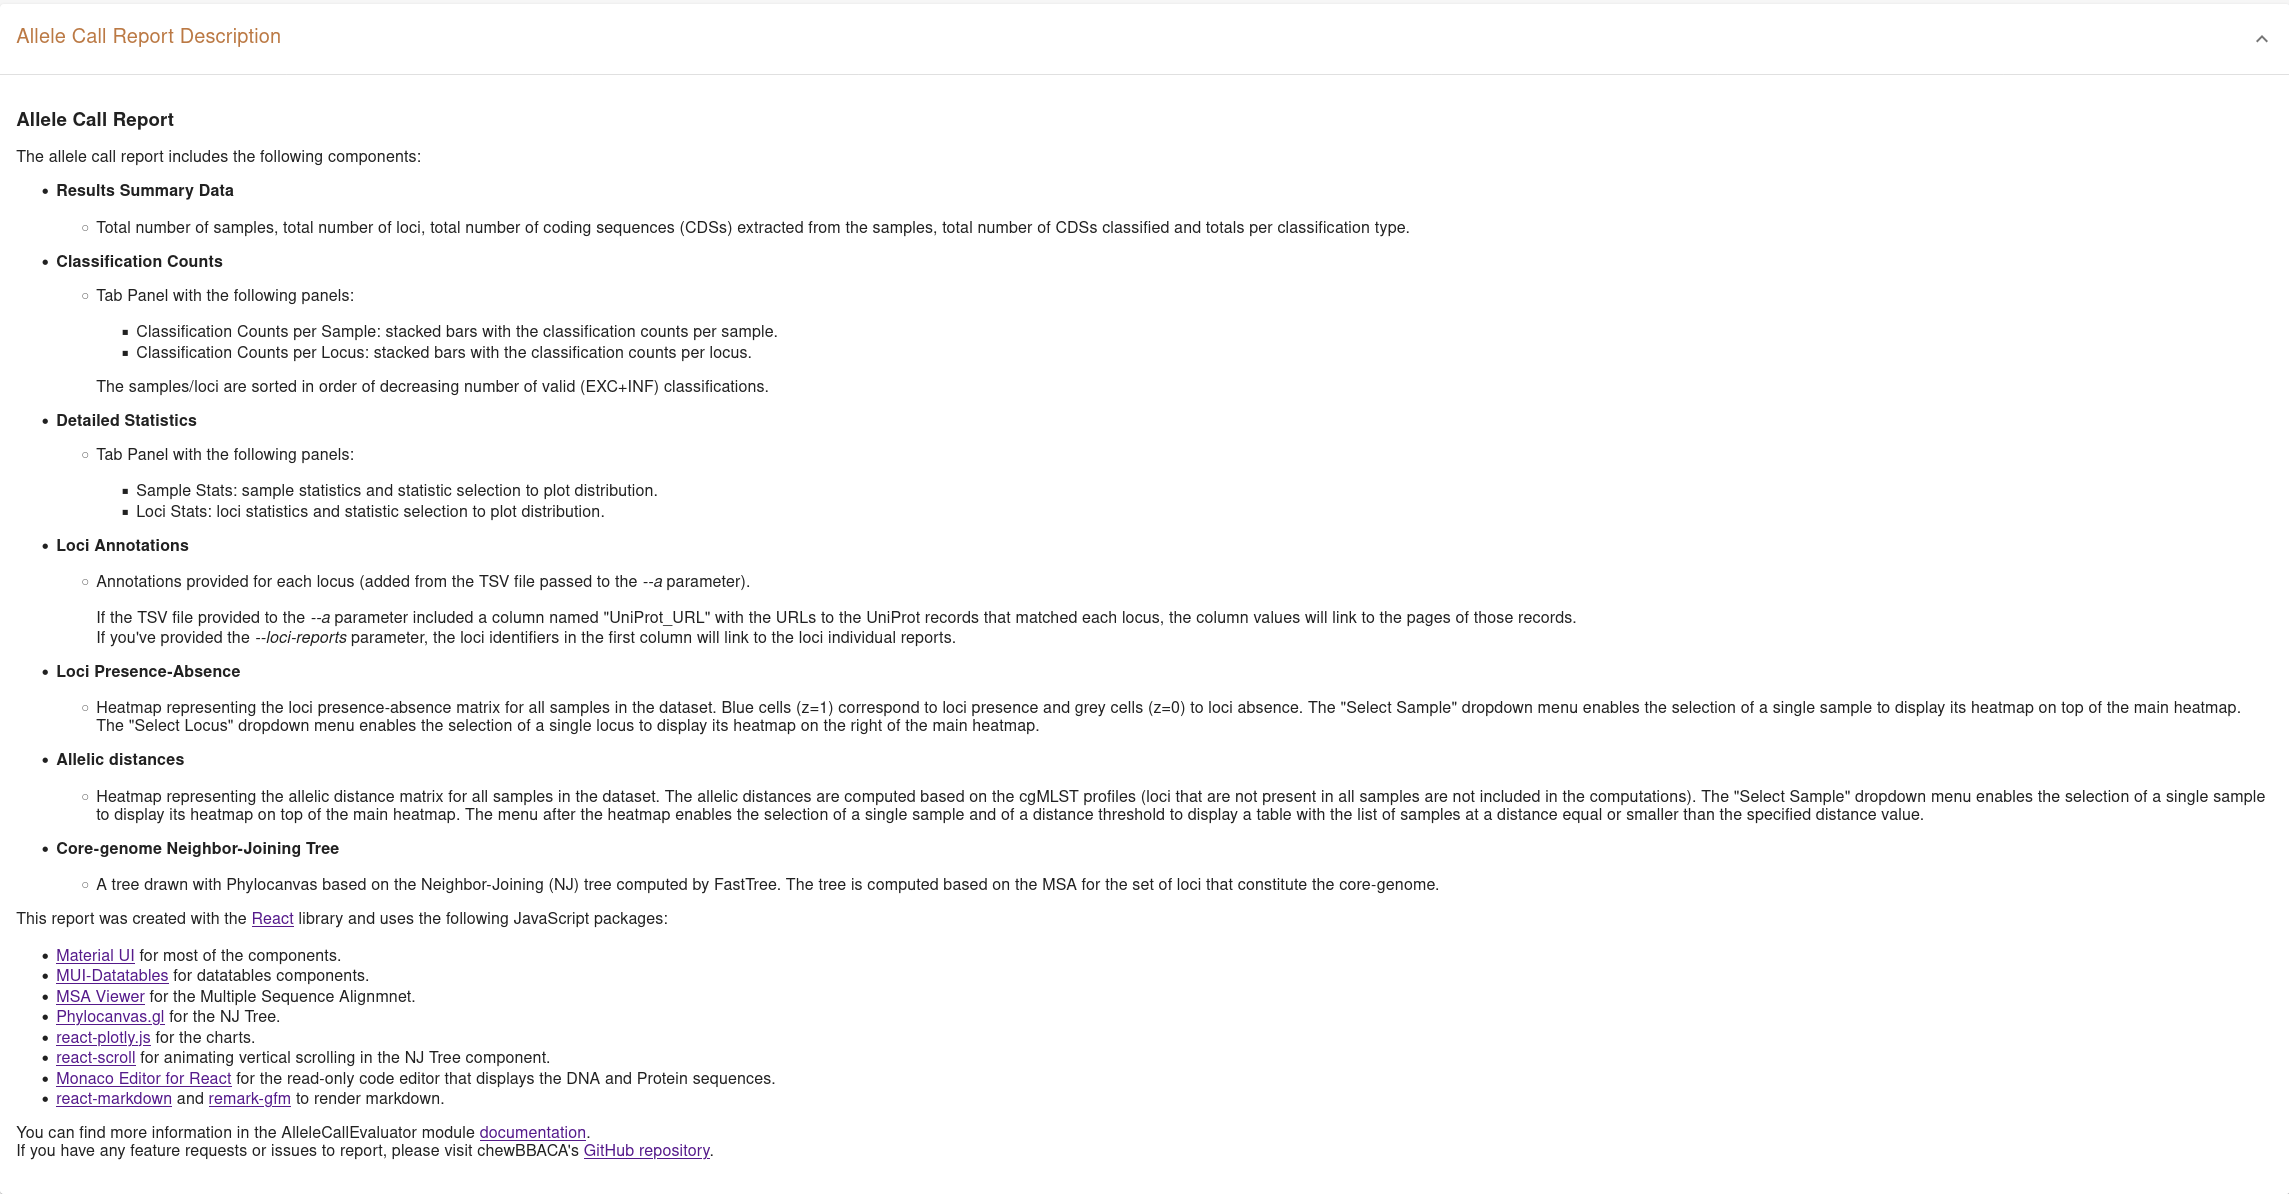 Allele Call Report Description
Allele Call Report
The allele call report includes the following components:
Results Summary Data
Total number of samples, total number of loci, total number of coding sequences (CDSs) extracted from the samples, total number of CDSs classified and totals per classification type.
Classification Counts
Tab Panel with the following panels:
Classification Counts per Sample: stacked bars with the classification counts per sample.
Classification Counts per Locus: stacked bars with the classification counts per locus.
The samples/loci are sorted in order of decreasing number of valid (EXC+INF) classifications.
Detailed Statistics
Tab Panel with the following panels:
Sample Stats: sample statistics and statistic selection to plot distribution.
Loci Stats: loci statistics and statistic selection to plot distribution.
Loci Annotations
Annotations provided for each locus (added from the TSV file passed to the --a parameter).
If the TSV file provided to the --a parameter included a column named "UniProt_URL" with the URLs to the UniProt records that matched each locus, the column values will link to the pages of those records.
If you've provided the --loci-reports parameter, the loci identifiers in the first column will link to the loci individual reports.
Loci Presence-Absence
Heatmap representing the loci presence-absence matrix for all samples in the dataset. Blue cells (z=1) correspond to loci presence and grey cells (z=0) to loci absence. The "Select Sample" dropdown menu enables the selection of a single sample to display its heatmap on top of the main heatmap.
The "Select Locus" dropdown menu enables the selection of a single locus to display its heatmap on the right of the main heatmap.
Allelic distances
Heatmap representing the allelic distance matrix for all samples in the dataset. The allelic distances are computed based on the cgMLST profiles (loci that are not present in all samples are not included in the computations). The "Select Sample" dropdown menu enables the selection of a single sample
to display its heatmap on top of the main heatmap. The menu after the heatmap enables the selection of a single sample and of a distance threshold to display a table with the list of samples at a distance equal or smaller than the specified distance value.
Core-genome Neighbor-Joining Tree
A tree drawn with Phylocanvas based on the Neighbor-Joining (NJ) tree computed by FastTree. The tree is computed based on the MSA for the set of loci that constitute the core-genome.
This report was created with the React library and uses the following JavaScript packages:
Material UI for most of the components.
MUI-Datatables for datatables components.
MSA Viewer for the Multiple Sequence Alignmnet.
Phylocanvas.gl for the NJ Tree.
react-plotly.js for the charts.
react-scroll for animating vertical scrolling in the NJ Tree component.
Monaco Editor for React for the read-only code editor that displays the DNA and Protein sequences.
react-markdown and remark-gfm to render markdown.
You can find more information in the AlleleCallEvaluator module documentation.
If you have any feature requests or issues to report, please visit chewBBACA's GitHub repository.